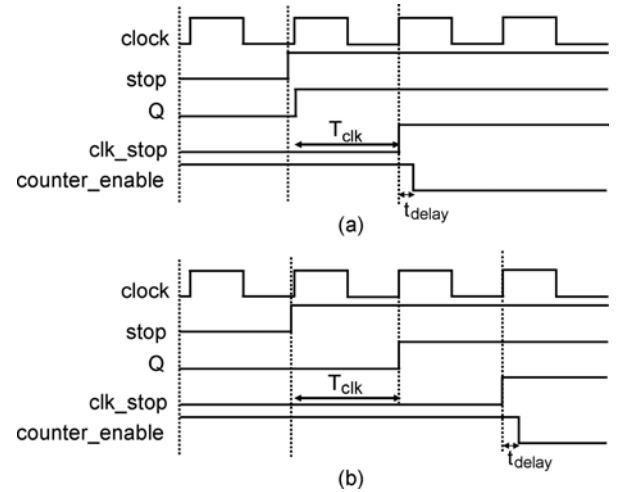 clock
stop
Q
T_clk
clk_stop
counter_enable
t_delay
(a)
clock
stop
Q
T_clk
clk_stop
counter_enable
t_delay
(b)